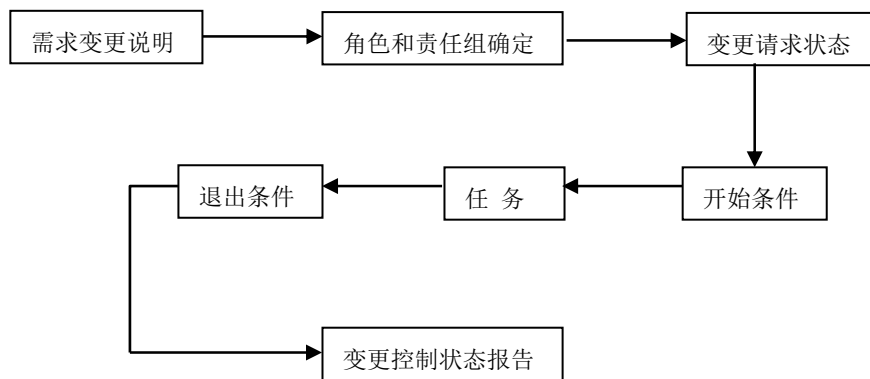 需求变更说明
角色和责任组确定
变更请求状态
开始条件
任 务
退出条件
变更控制状态报告